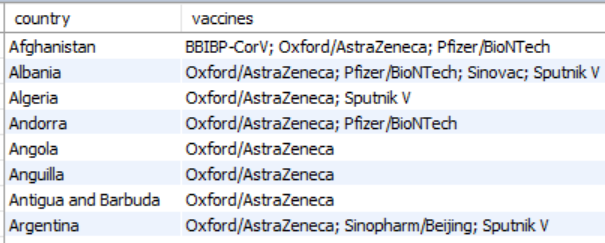 country vaccines
Afghanistan BBIBP-CorV; Oxford/AstraZeneca; Pfizer/BioNTech
Albania Oxford/AstraZeneca; Pfizer/BioNTech; Sinovac; Sputnik V
Algeria Oxford/AstraZeneca; Sputnik V
Andorra Oxford/AstraZeneca; Pfizer/BioNTech
Angola Oxford/AstraZeneca
Anguilla Oxford/AstraZeneca
Antigua and Barbuda Oxford/AstraZeneca
Argentina Oxford/AstraZeneca; Sinopharm/Beijing; Sputnik V